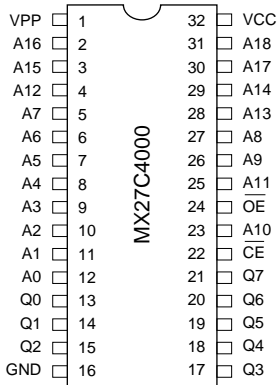 VPP 1 32 VCC
A16 2 31 A18
A15 3 30 A17
A12 4 29 A14
A7 5 28 A13
A6 6 27 A8
A5 7 26 A9
A4 8 25 A11
A3 9 24 O̅E̅
A2 10 23 A10
A1 11 22 C̅E̅
A0 12 21 Q7
Q0 13 20 Q6
Q1 14 19 Q5
Q2 15 18 Q4
GND 16 17 Q3
MX27C4000